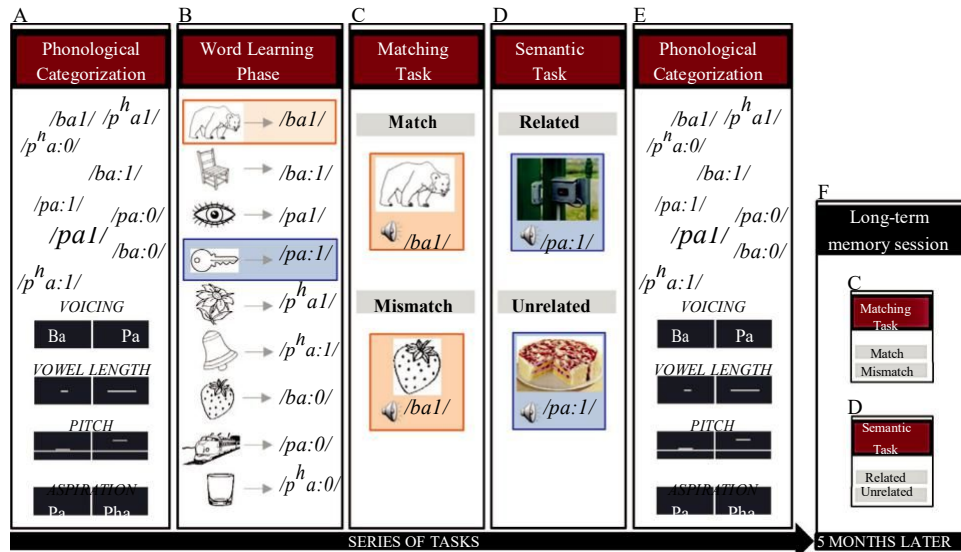 A
Phonological
Categorization
/ba1/ /pʰa1/
/pʰa:0/
/ba:1/
/pa:1/
/pa:0/
/pa1/
/ba:0/
/pʰa:1/
VOICING
Ba Pa
VOWEL LENGTH
PITCH
ASPIRATION
Pa Pha
B
Word Learning
Phase
/ba1/
/ba:1/
/pa1/
/pa:1/
/pʰa1/
/pʰa:1/
/ba:0/
/pa:0/
/pʰa:0/
C
Matching
Task
Match
/ba1/
Mismatch
/ba1/
D
Semantic
Task
Related
/pa:1/
Unrelated
/pa:1/
E
Phonological
Categorization
/ba1/ /pʰa1/
/pʰa:0/
/ba:1/
/pa:1/
/pa:0/
/pa1/
/ba:0/
/pʰa:1/
VOICING
Ba Pa
VOWEL LENGTH
PITCH
ASPIRATION
Pa Pha
F
Long-term
memory session
C
Matching
Task
Match
Mismatch
D
Semantic
Task
Related
Unrelated
SERIES OF TASKS
5 MONTHS LATER